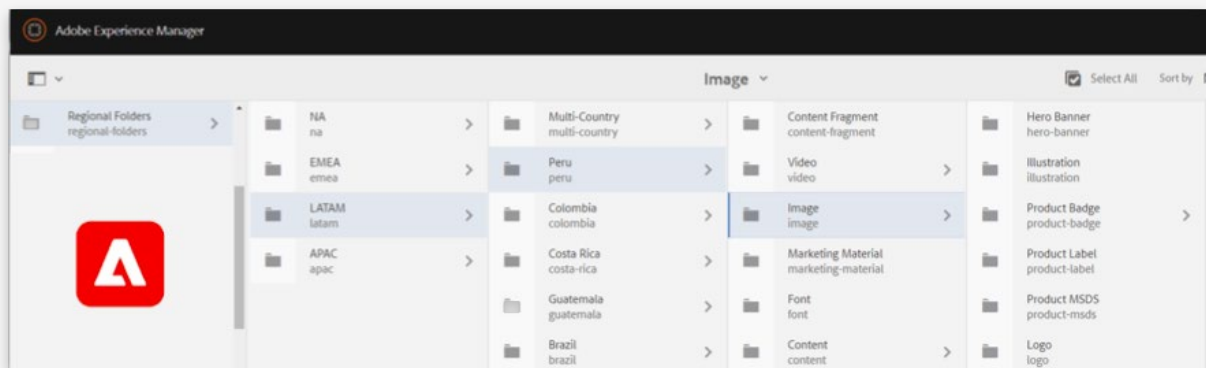 Adobe Experience Manager
Image
Select All
Sort by
Regional Folders
regional-folders
NA
na
EMEA
emea
LATAM
latam
APAC
apac
Multi-Country
multi-country
Peru
peru
Colombia
colombia
Costa Rica
costa-rica
Guatemala
guatemala
Brazil
brazil
Content Fragment
content-fragment
Video
video
Image
image
Marketing Material
marketing-material
Font
font
Content
content
Hero Banner
hero-banner
Illustration
illustration
Product Badge
product-badge
Product Label
product-label
Product MSDS
product-msds
Logo
logo